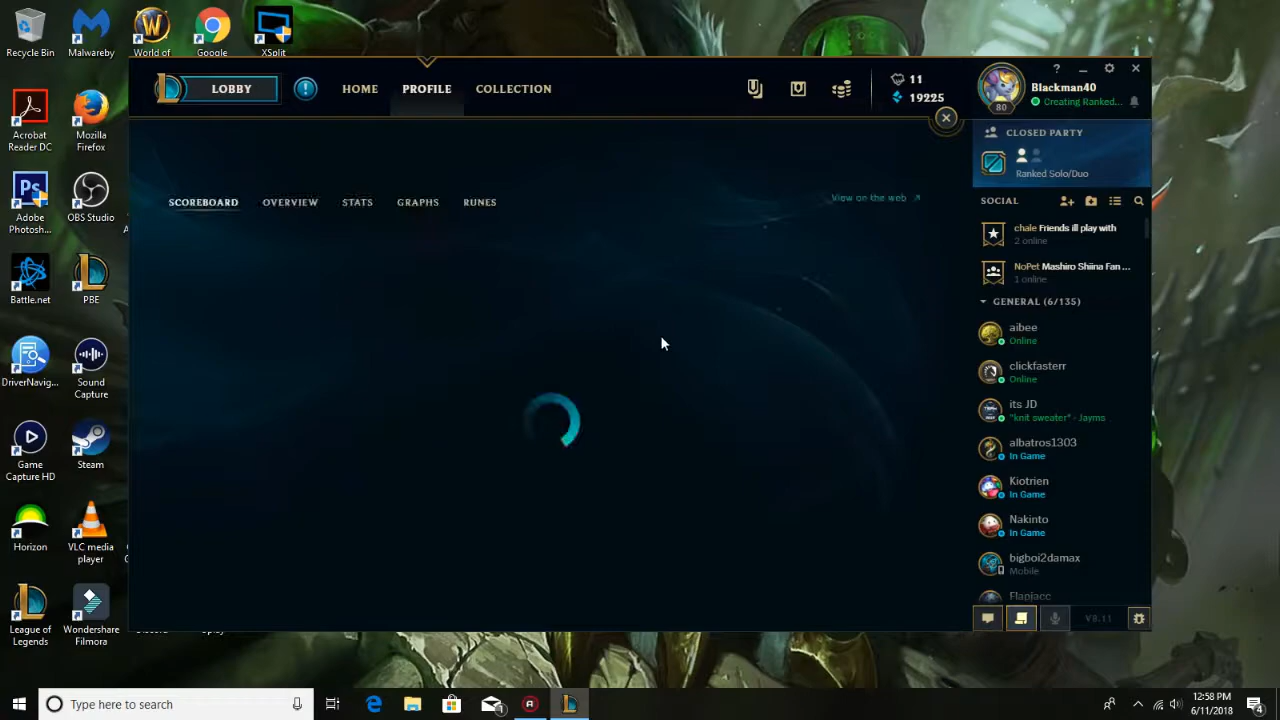 Recycle Bin
Malwareby
World of
Google
XSplit
Acrobat
Reader DC
Mozilla
Firefox
Adobe
Photosh...
OBS Studio
Battle.net
PBE
DriverNavig...
Sound
Capture
Game
Capture HD
Steam
Horizon
VLC media
player
League of
Legends
Wondershare
Filmora
LOBBY
HOME
PROFILE
COLLECTION
11
19225
80
Blackman40
Creating Ranked...
SCOREBOARD
OVERVIEW
STATS
GRAPHS
RUNES
View on the web
CLOSED PARTY
Ranked Solo/Duo
SOCIAL
chale Friends ill play with
2 online
NoPet Mashiro Shiina Fan ...
1 online
GENERAL (6/135)
aibee
Online
clickfasterr
Online
its JD
"knit sweater" - Jayms
albatros1303
In Game
Kiotrien
In Game
Nakinto
In Game
bigboi2damax
Mobile
Flapjacc
V8.11
Type here to search
12:58 PM
6/11/2018